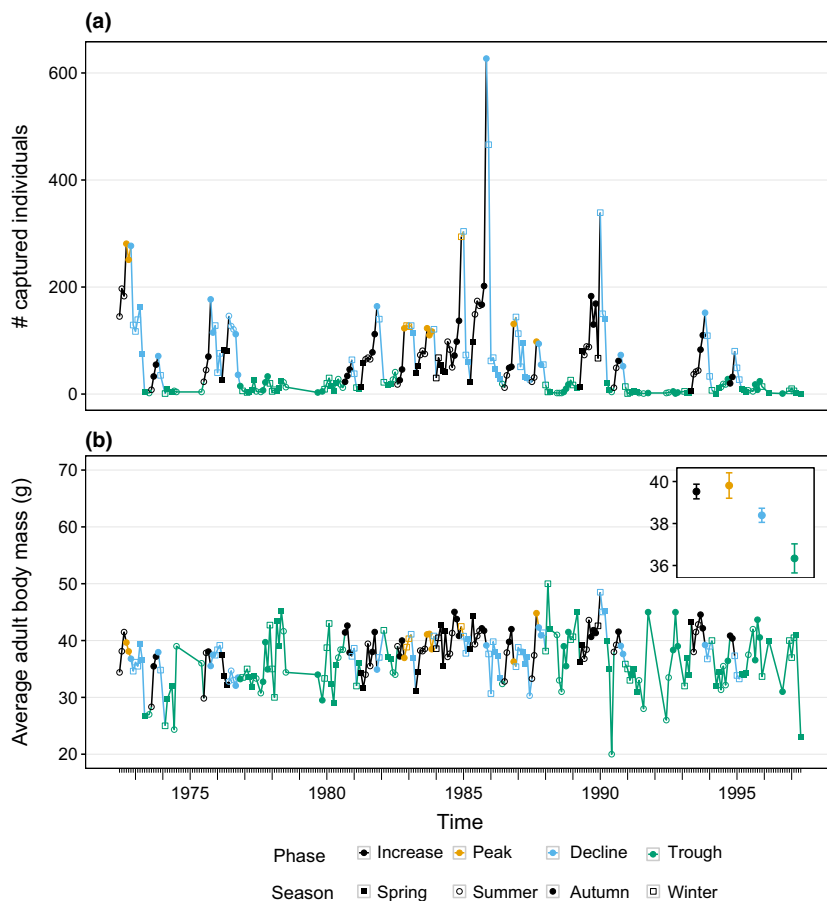 (a)
600
400
200
0
# captured individuals
(b)
70
60
50
40
30
20
Average adult body mass (g)
40
38
36
1975 1980 1985 1990 1995
Time
Phase Increase Peak Decline Trough
Season Spring Summer Autumn Winter